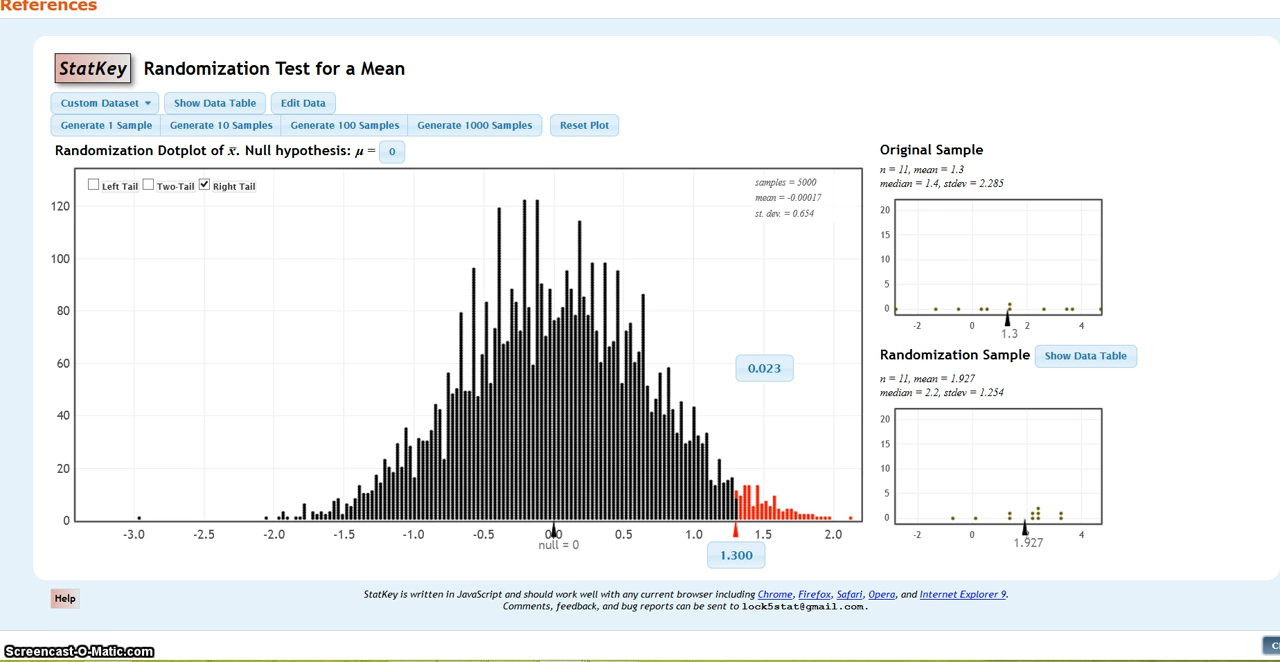 References
StatKey Randomization Test for a Mean
Custom Dataset Show Data Table Edit Data
Generate 1 Sample Generate 10 Samples Generate 100 Samples Generate 1000 Samples Reset Plot
Randomization Dotplot of x̄. Null hypothesis: μ = 0
Left Tail Two-Tail Right Tail
samples = 5000
mean = -0.00017
st. dev. = 0.654
120
100
80
60
40
20
0
0.023
-3.0 -2.5 -2.0 -1.5 -1.0 -0.5 0.0 0.5 1.0 1.5 2.0
null = 0
1.300
Original Sample
n = 11, mean = 1.3
median = 1.4, stdev = 2.285
20
15
10
5
0
-2 0 2 4
1.3
Randomization Sample Show Data Table
n = 11, mean = 1.927
median = 2.2, stdev = 1.254
20
15
10
5
0
-2 0 4
1.927
Help
StatKey is written in JavaScript and should work well with any current browser including Chrome, Firefox, Safari, Opera, and Internet Explorer 9.
Comments, feedback, and bug reports can be sent to lock5stat@gmail.com.
Screencast-O-Matic.com